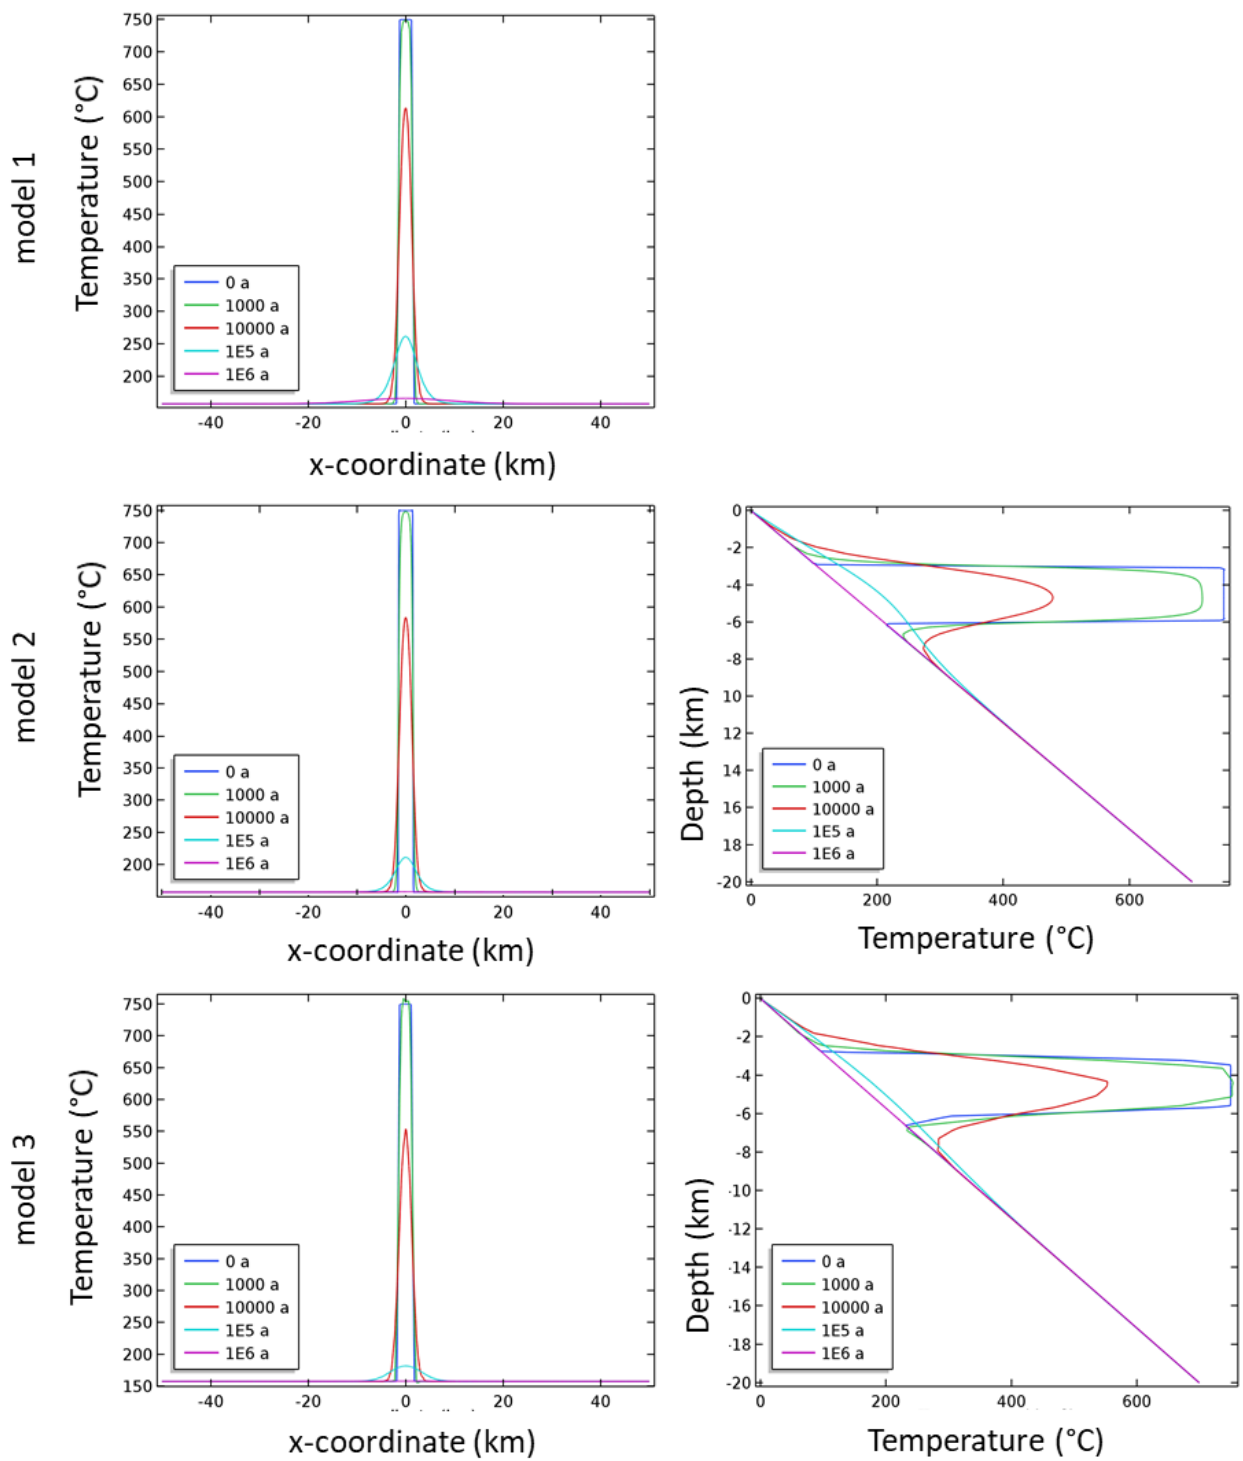 model 1
Temperature (°C)
750
700
650
600
550
500
450
400
350
300
250
200
0 a
1000 a
10000 a
1E5 a
1E6 a
-40 -20 0 20 40
x-coordinate (km)
model 2
Temperature (°C)
750
700
650
600
550
500
450
400
350
300
250
200
0 a
1000 a
10000 a
1E5 a
1E6 a
-40 -20 0 20 40
x-coordinate (km)
Depth (km)
0
-2
-4
-6
-8
10
12
14
16
18
-20
0 a
1000 a
10000 a
1E5 a
1E6 a
0 200 400 600
Temperature (°C)
model 3
Temperature (°C)
750
700
650
600
550
500
450
400
350
300
250
200
150
0 a
1000 a
10000 a
1E5 a
1E6 a
-40 -20 0 20 40
x-coordinate (km)
Depth (km)
0
-2
-4
-6
-8
-10
-12
-14
-16
-18
-20
0 a
1000 a
10000 a
1E5 a
1E6 a
0 200 400 600
Temperature (°C)